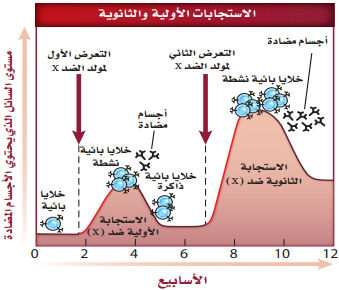 الاستجابات الأولية والثانوية
مستوى السائل الذي يحتوي الأجسام المضادة
التعرض الأول
لمولد الضد X
التعرض الثاني
لمولد الضد X
أجسام مضادة
خلايا بائية نشطة
أجسام
مضادة
خلايا بائية
نشطة
خلايا بائية
ذاكرة
خلايا
بائية
الاستجابة
الأولية ضد (X)
الاستجابة
الثانوية ضد (X)
0 2 4 6 8 10 12
الأسابيع